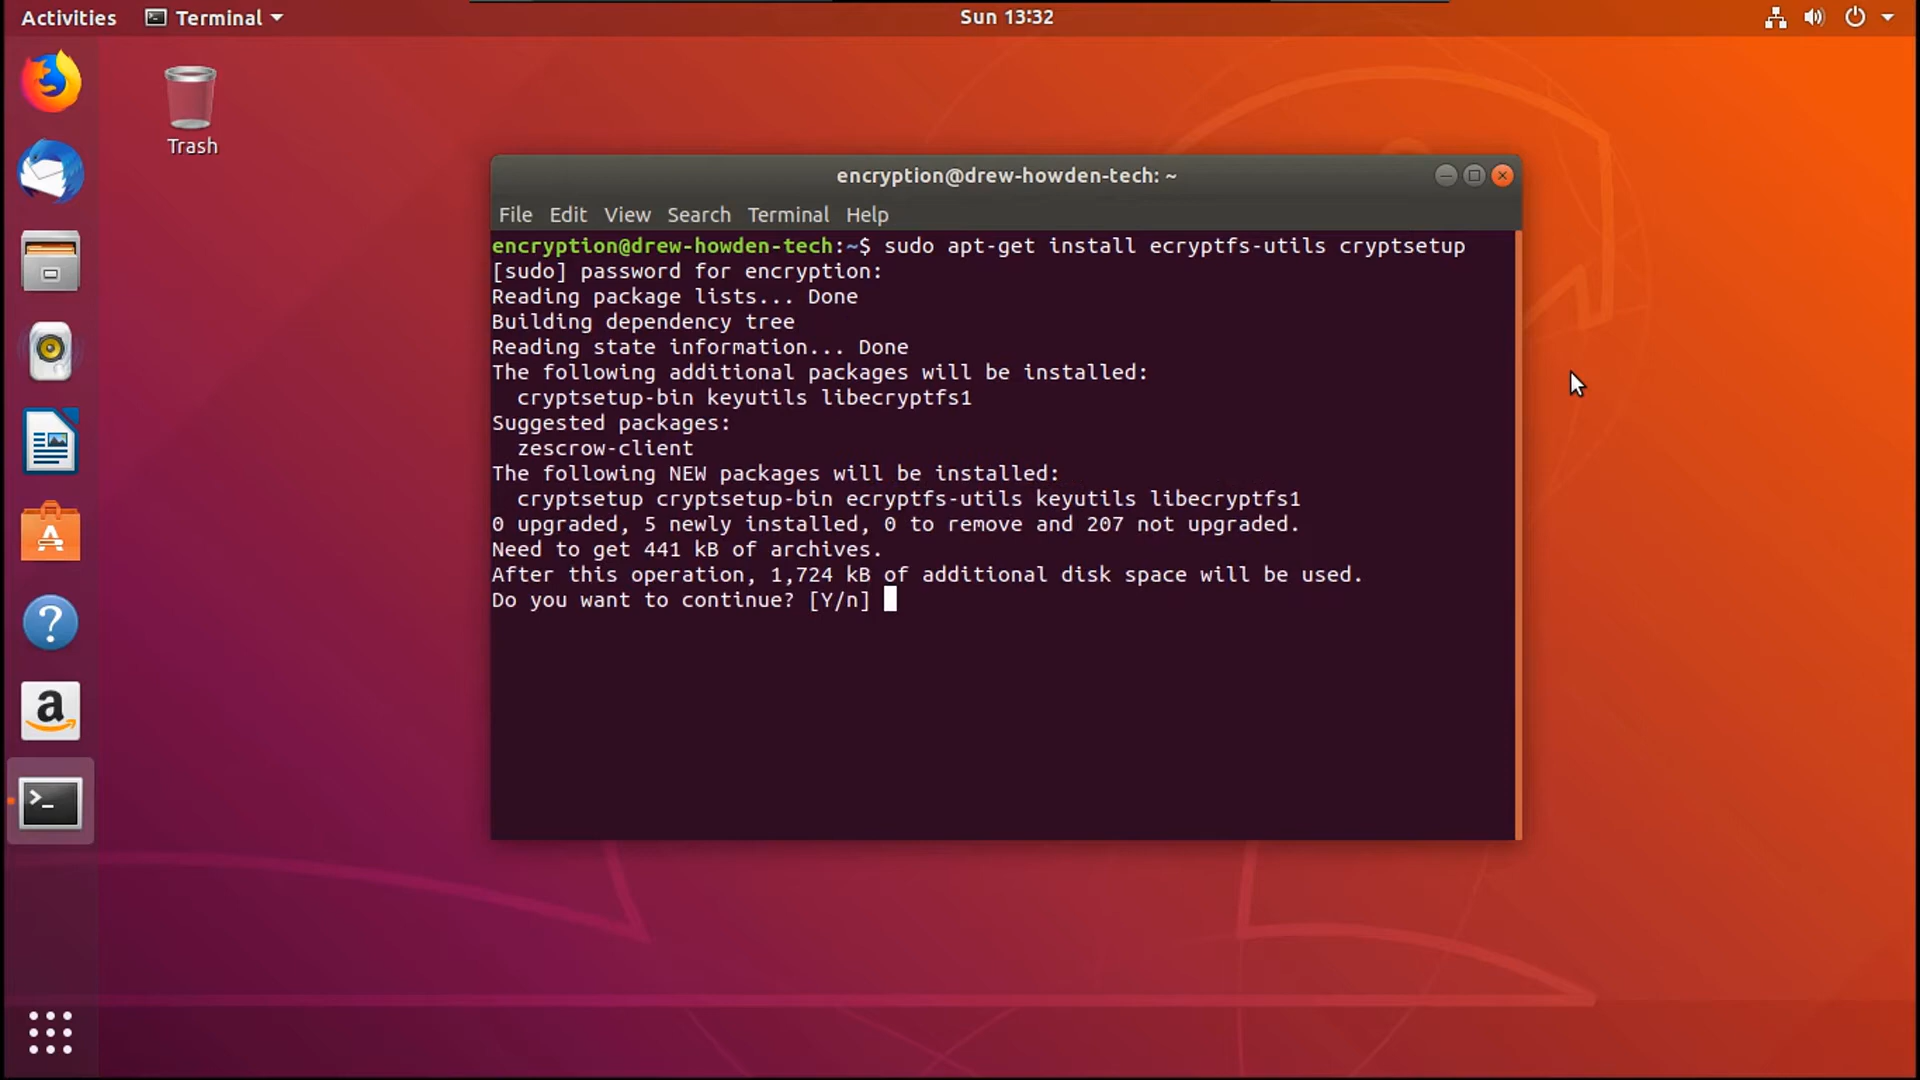 Activities Terminal Sun 13:32
Trash
encryption@drew-howden-tech: ~
File Edit View Search Terminal Help
encryption@drew-howden-tech:~$ sudo apt-get install ecryptfs-utils cryptsetup
[sudo] password for encryption:
Reading package lists... Done
Building dependency tree
Reading state information... Done
The following additional packages will be installed:
cryptsetup-bin keyutils libecryptfs1
Suggested packages:
zescrow-client
The following NEW packages will be installed:
cryptsetup cryptsetup-bin ecryptfs-utils keyutils libecryptfs1
0 upgraded, 5 newly installed, 0 to remove and 207 not upgraded.
Need to get 441 kB of archives.
After this operation, 1,724 kB of additional disk space will be used.
Do you want to continue? [Y/n]